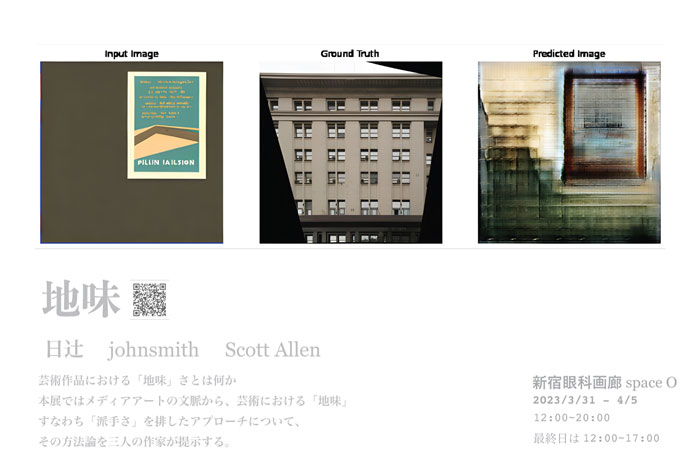 Input Image
Ground Truth
Predicted Image
PILLIN IAILSION
地味
日辻 johnsmith Scott Allen
芸術作品における「地味」さとは何か
本展ではメディアアートの文脈から、芸術における「地味」
すなわち「派手さ」を排したアプローチについて、
その方法論を三人の作家が提示する。
新宿眼科画廊 space O
2023/3/31 – 4/5
12:00-20:00
最終日は 12:00-17:00